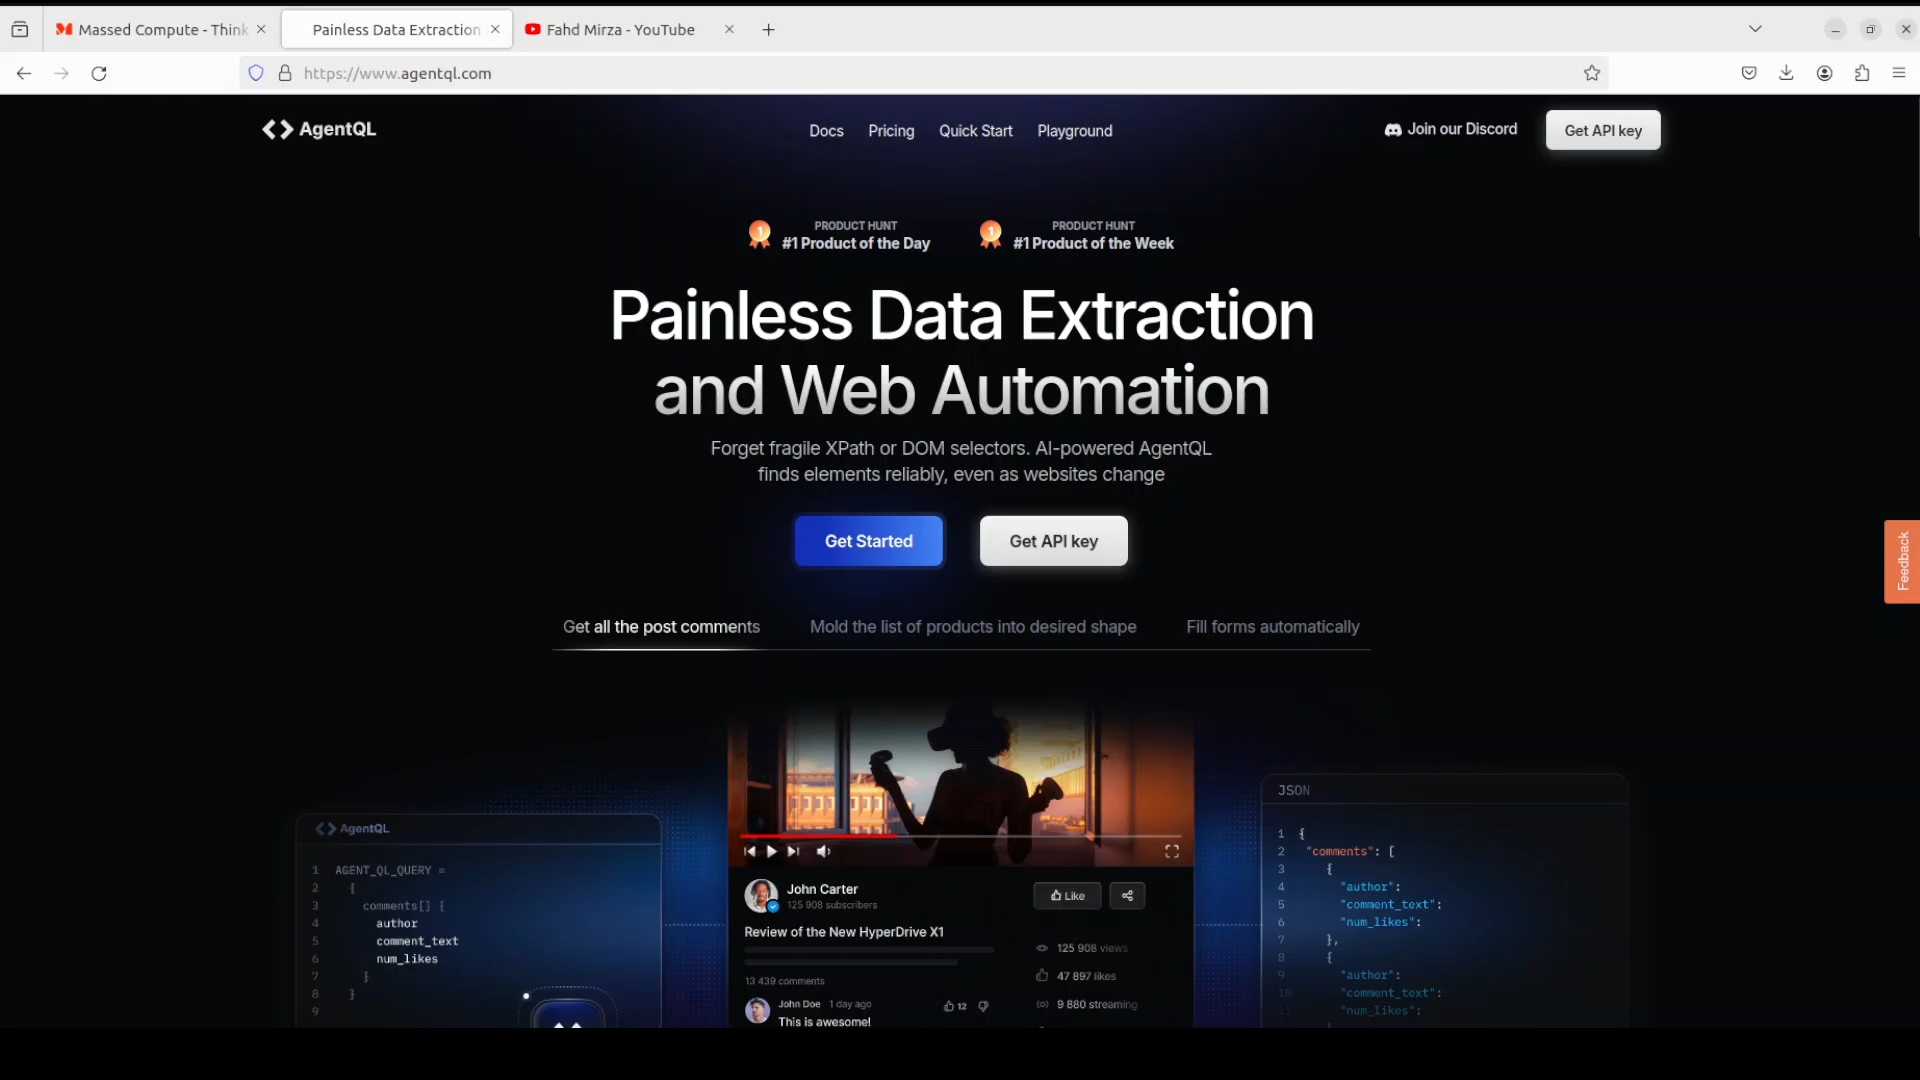 Massed Compute - Think
Painless Data Extraction
Fahd Mirza - YouTube
https://www.agentql.com
AgentQL
Docs
Pricing
Quick Start
Playground
Join our Discord
Get API key
PRODUCT HUNT
#1 Product of the Day
PRODUCT HUNT
#1 Product of the Week
Painless Data Extraction
and Web Automation
Forget fragile XPath or DOM selectors. AI-powered AgentQL
finds elements reliably, even as websites change
Get Started
Get API key
Feedback
Get all the post comments
Mold the list of products into desired shape
Fill forms automatically
AgentQL
1 AGENT_QL_QUERY =
2 {
3 comments[] {
4 author
5 comment_text
6 num_likes
7 }
8 }
9
John Carter
125 908 subscribers
Like
Review of the New HyperDrive X1
125 908 views
47 897 likes
9 880 streaming
13 439 comments
John Doe 1 day ago
12
This is awesome!
JSON
1 {
2 "comments": [
3 {
4 "author":
5 "comment_text":
6 "num_likes":
7 },
8 {
9 "author":
10 "comment_text":
"num_likes":